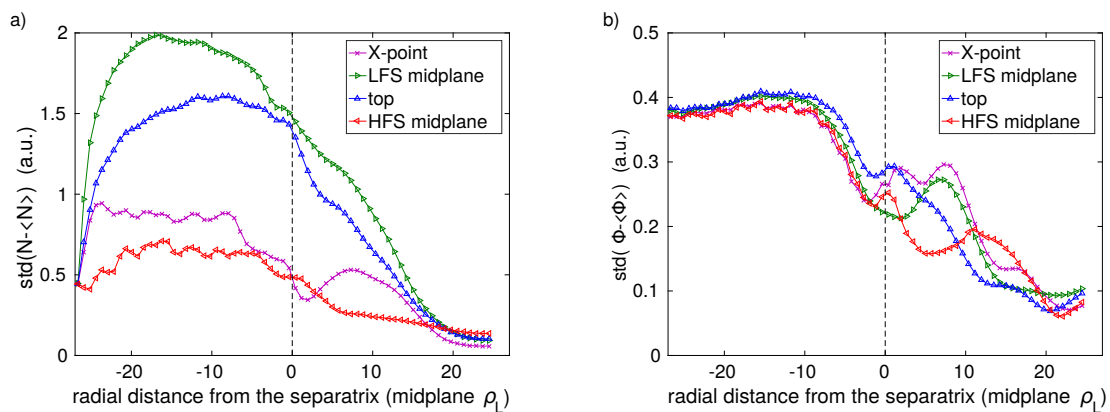 a)
2
1.5
1
0.5
0
std(N-<N>) (a.u.)
X-point
LFS midplane
top
HFS midplane
-20 -10 0 10 20
radial distance from the separatrix (midplane ρL)
b)
0.4
0.3
0.2
0.1
0
std( Φ-<Φ>) (a.u.)
X-point
LFS midplane
top
HFS midplane
-20 -10 0 10 20
radial distance from the separatrix (midplane ρL)